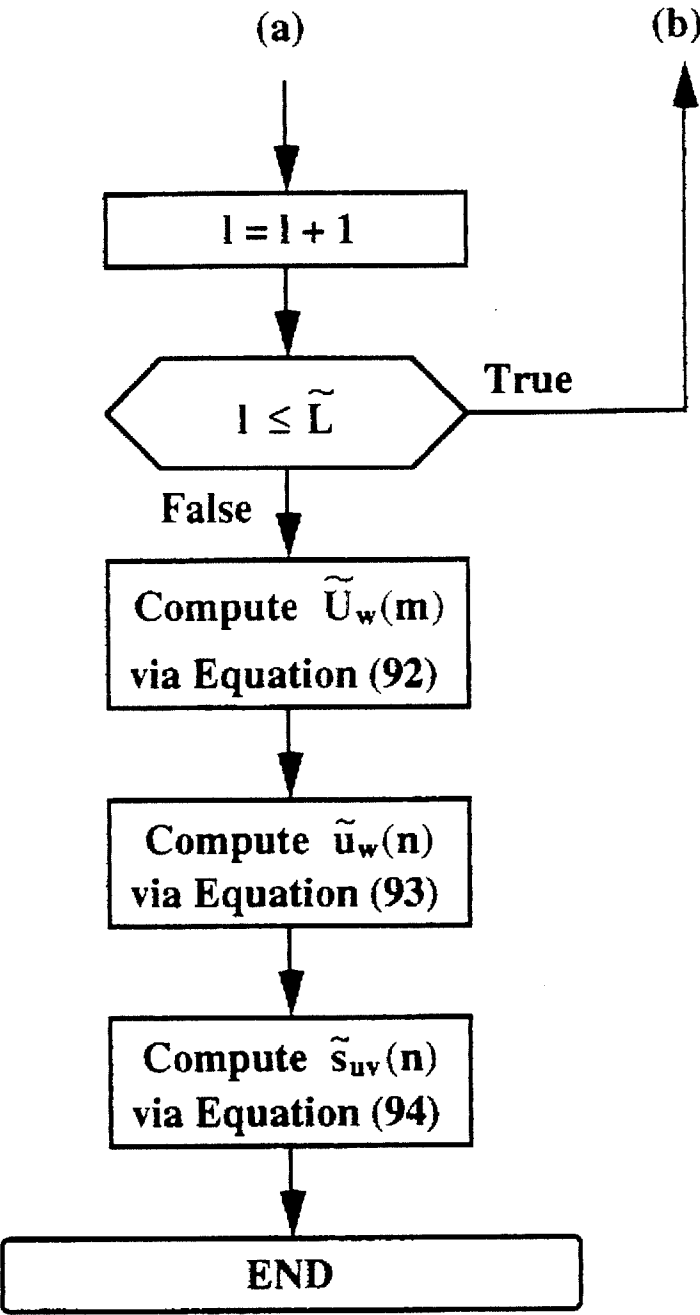 (a)
(b)
l = l + 1
l ≤ L̃
True
False
Compute Ũw(m)
via Equation (92)
Compute ũw(n)
via Equation (93)
Compute s̃uv(n)
via Equation (94)
END